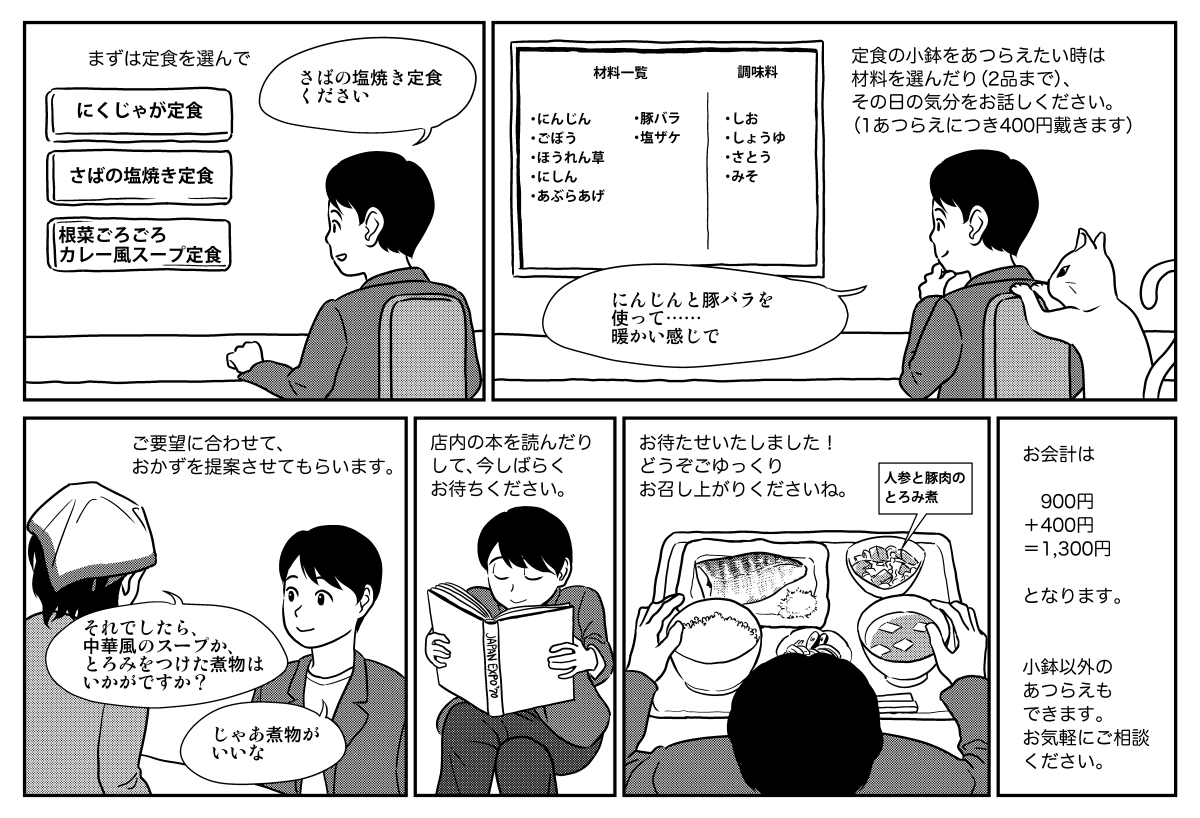 まずは定食を選んで
さばの塩焼き定食
ください
にくじゃが定食
さばの塩焼き定食
根菜ごろごろ
カレー風スープ定食
定食の小鉢をあつらえたい時は
材料を選んだり（2品まで）、
その日の気分をお話しください。
（1あつらえにつき400円戴きます）
材料一覧
・にんじん
・ごぼう
・ほうれん草
・にしん
・あぶらあげ
・豚バラ
・塩ザケ
調味料
・しお
・しょうゆ
・さとう
・みそ
にんじんと豚バラを
使って……
暖かい感じで
ご要望に合わせて、
おかずを提案させてもらいます。
それでしたら、
中華風のスープか、
とろみをつけた煮物は
いかがですか？
じゃあ煮物が
いいな
店内の本を読んだり
して、今しばらく
お待ちください。
JAPAN EXPO'70
お待たせいたしました！
どうぞごゆっくり
お召し上がりくださいね。
人参と豚肉の
とろみ煮
お会計は
900円
＋400円
＝1,300円
となります。
小鉢以外の
あつらえも
できます。
お気軽にご相談
ください。